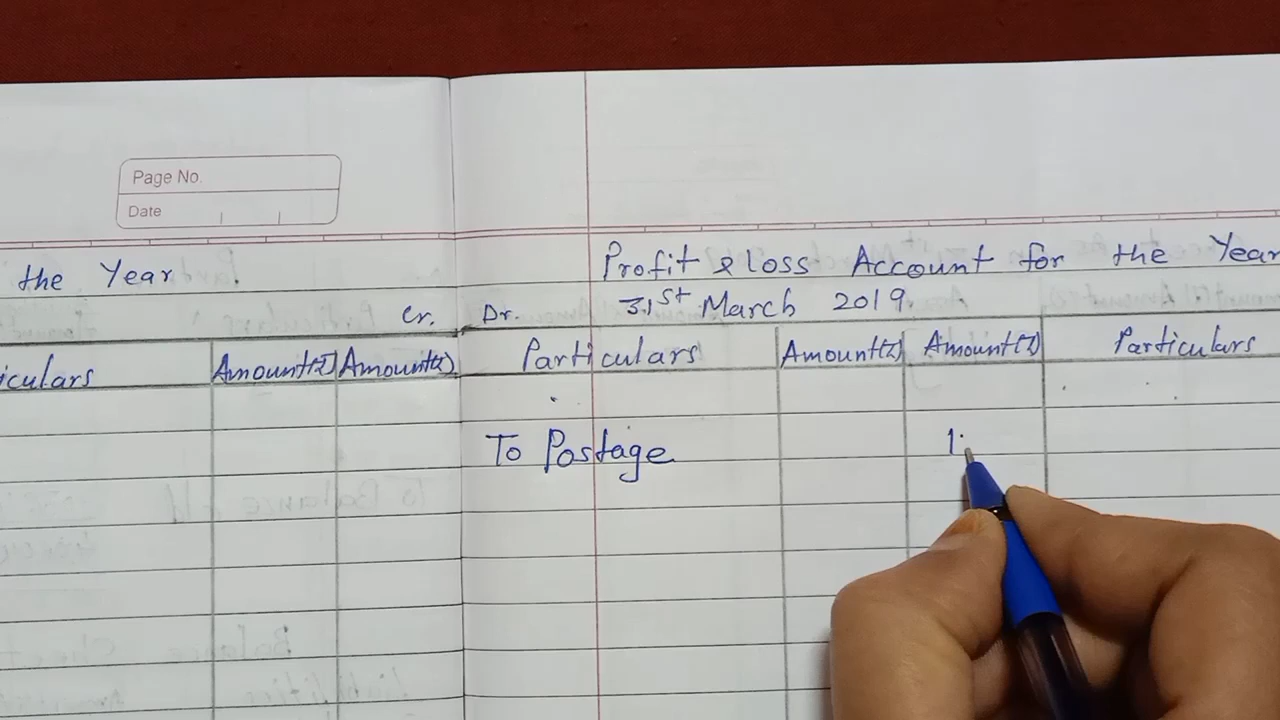 Page No.
Date
the Year
Cr.
iculars Amount(₹) Amount(₹)
Profit & Loss Account for the Year
31st March 2019.
Dr.
Particulars Amount(₹) Amount(₹) Particulars
To Postage 1